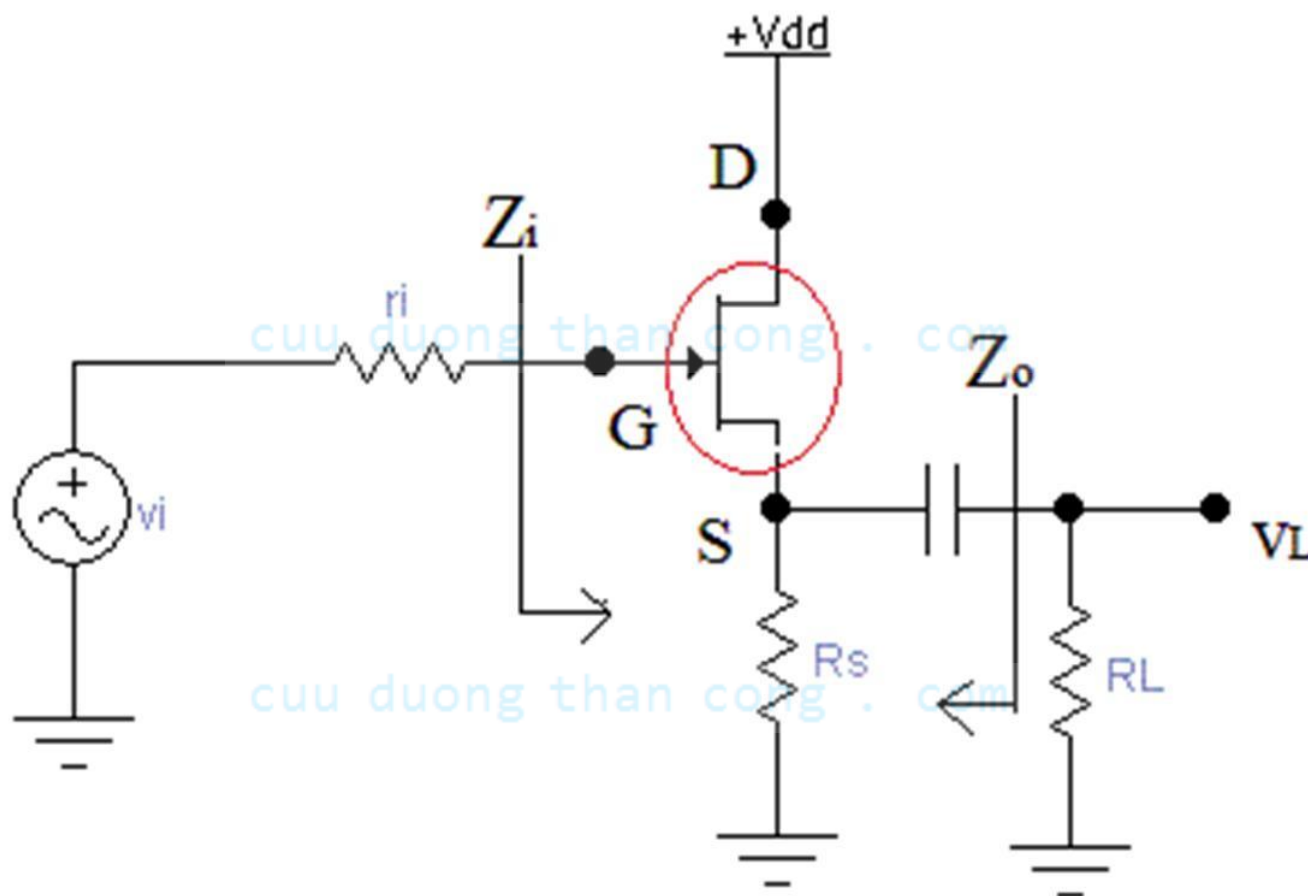 +Vdd
D
Zi
ri
cuu duong than cong . com
Zo
G
vi
S
VL
Rs
RL
cuu duong than cong . com